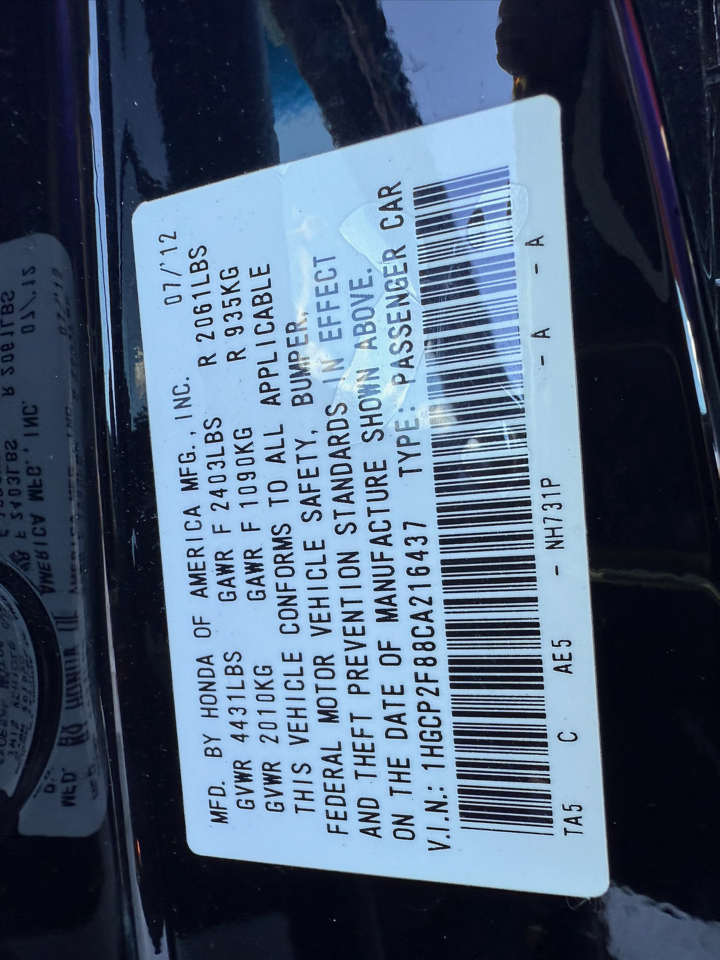 MFD. BY HONDA OF AMERICA MFG., INC. 07/'12
GVWR 4431LBS GAWR F 2403LBS R 2061LBS
GVWR 2010KG GAWR F 1090KG R 935KG
THIS VEHICLE CONFORMS TO ALL APPLICABLE
FEDERAL MOTOR VEHICLE SAFETY, BUMPER,
AND THEFT PREVENTION STANDARDS IN EFFECT
ON THE DATE OF MANUFACTURE SHOWN ABOVE.
V.I.N.: 1HGCP2F88CA216437 TYPE: PASSENGER CAR
TA5 C AE5 - NH731P - A - A